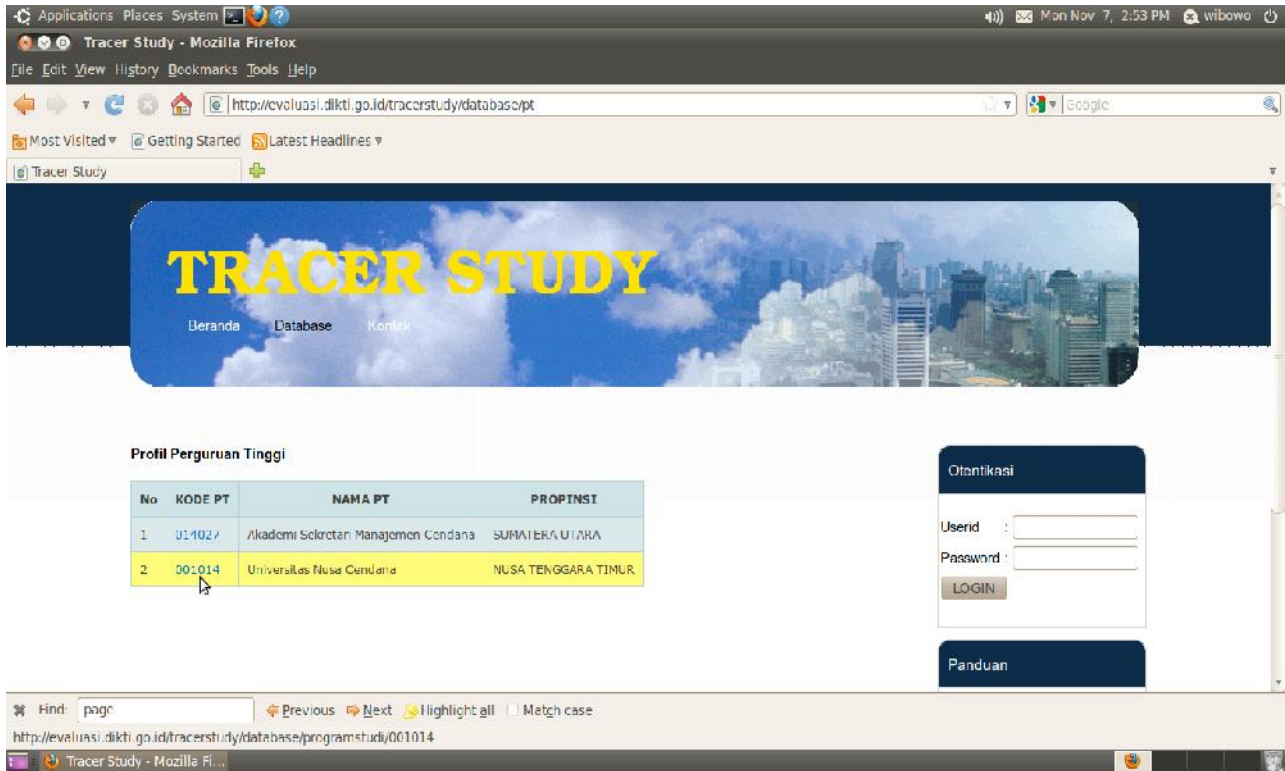 Applications Places System Mon Nov 7, 2:53 PM wibowo
Tracer Study - Mozilla Firefox
File Edit View History Bookmarks Tools Help
http://evaluasi.dikti.go.id/tracerstudy/database/pt Google
Most Visited Getting Started Latest Headlines
Tracer Study
TRACER STUDY
Beranda Database Kontak
Profil Perguruan Tinggi
No KODE PT NAMA PT PROPINSI
1 014027 Akademi Sekretari Manajemen Cendana SUMATERA UTARA
2 001014 Universitas Nusa Cendana NUSA TENGGARA TIMUR
Otentikasi
Userid :
Password :
LOGIN
Panduan
Find: page Previous Next Highlight all Match case
http://evaluasi.dikti.go.id/tracerstudy/database/programstudi/001014
Tracer Study - Mozilla Fi...